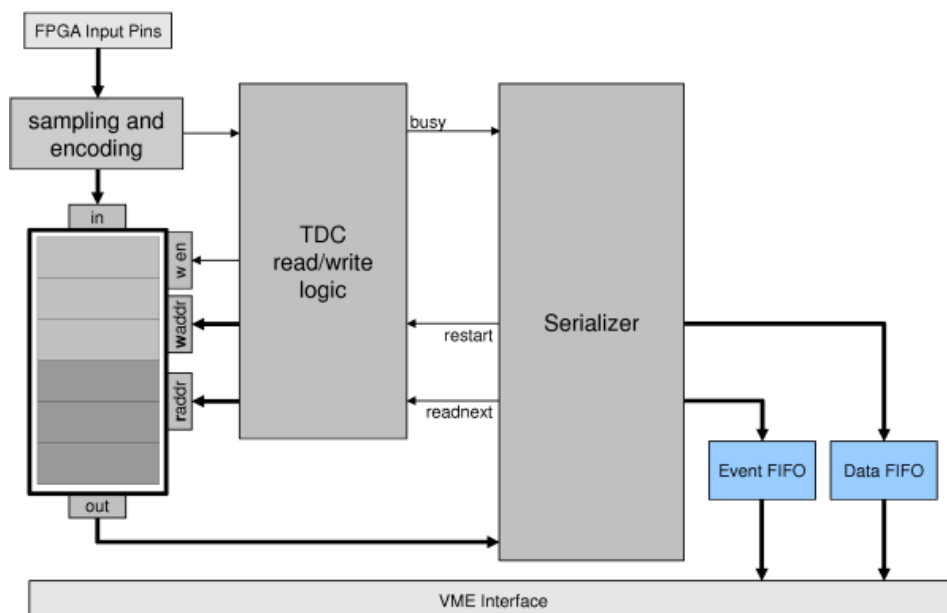 FPGA Input Pins
sampling and
encoding
busy
in
w en
TDC
read/write
logic
waddr
restart
Serializer
raddr
readnext
Event FIFO
Data FIFO
out
VME Interface